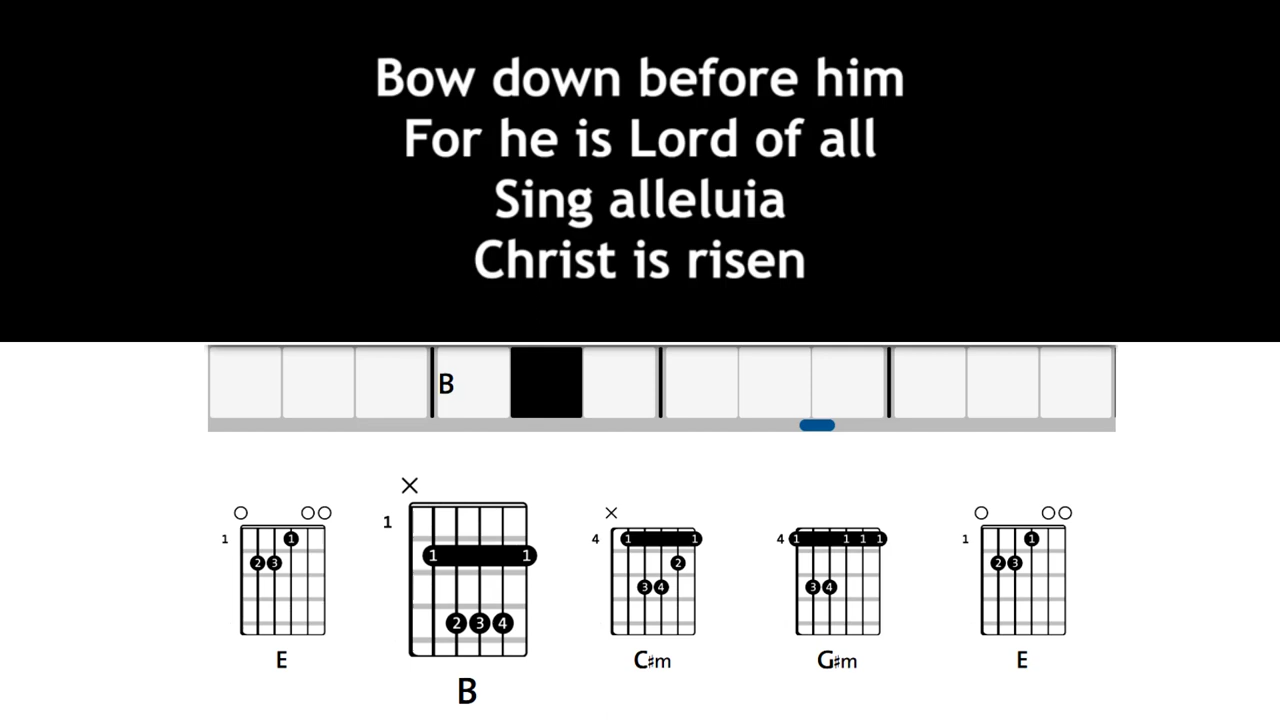 Bow down before him
For he is Lord of all
Sing alleluia
Christ is risen
B
1 1 2 3
1 1 1 2 3 4
4 1 1 2 3 4
4 1 1 1 1 3 4
1 1 2 3
E B C♯m G♯m E